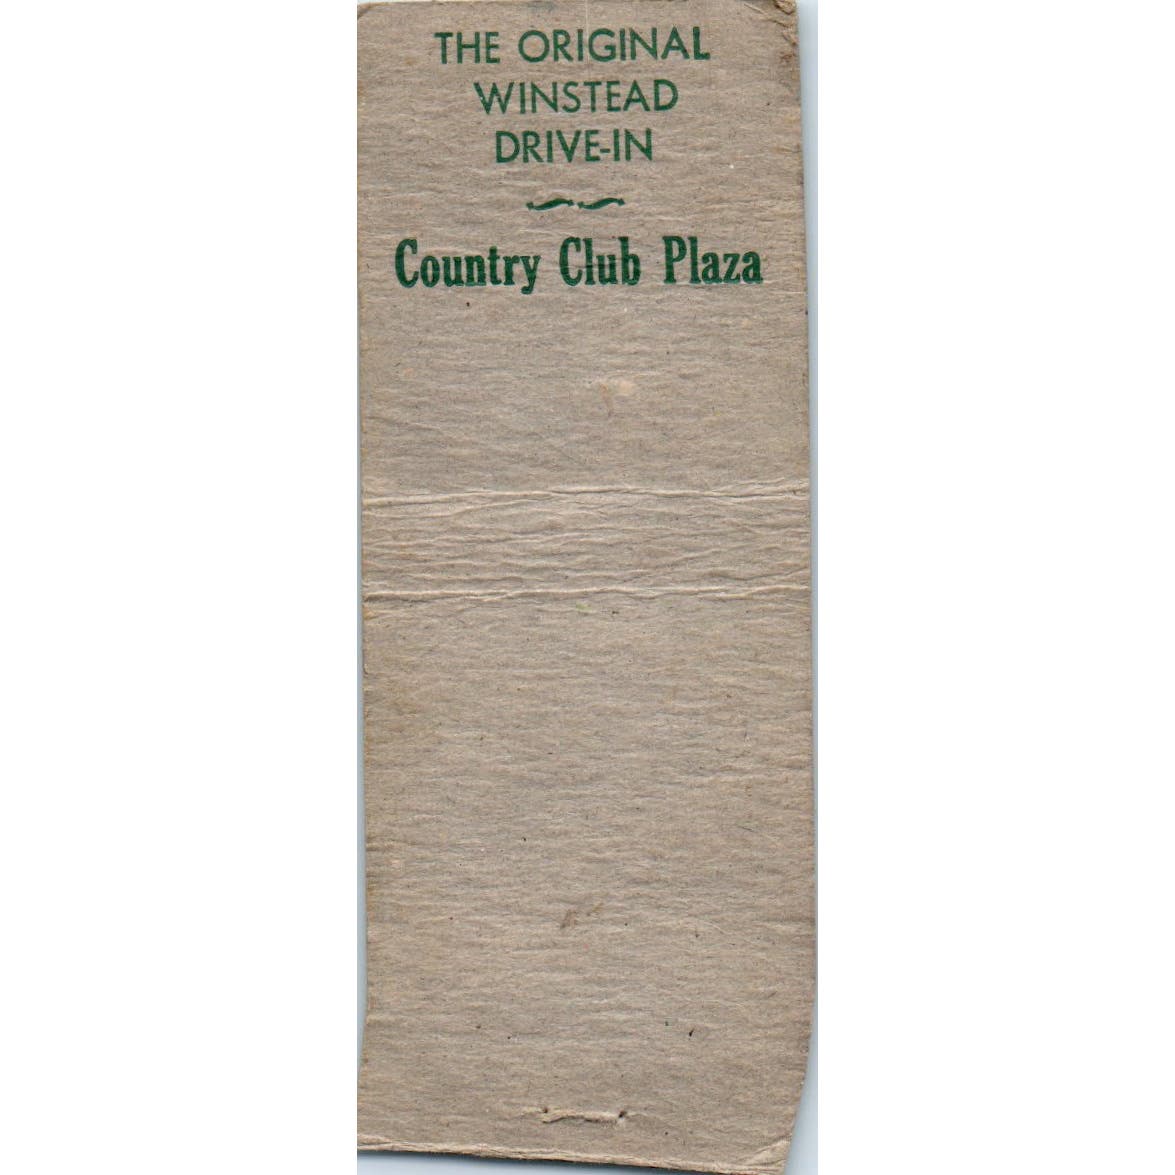 THE ORIGINAL
WINSTEAD
DRIVE-IN
Country Club Plaza